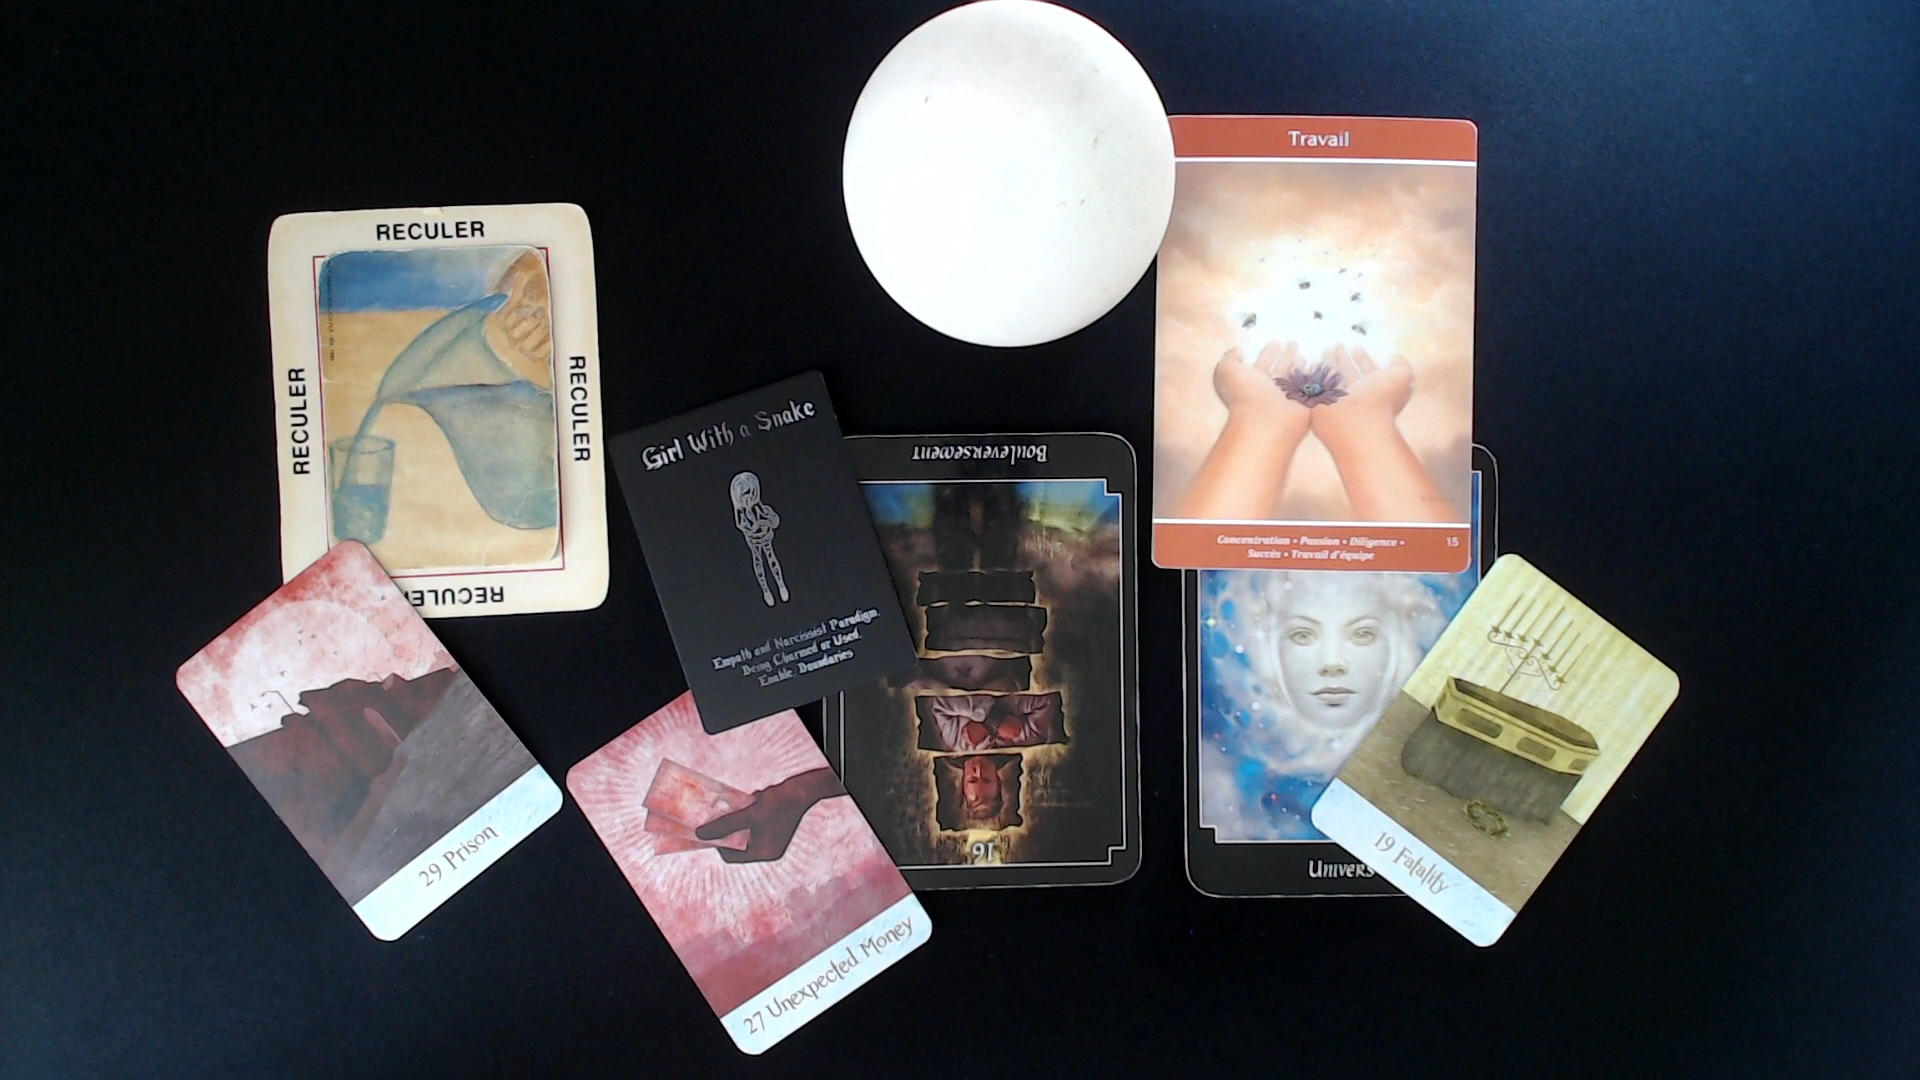 RECULER
RECULER
RECULER
RECULER
Girl With a Snake
Empath and Narcissist Paradigm.
Being Charmed or Used.
Enable Boundaries
Bouleversement
16
Travail
Concentration • Passion • Diligence •
Succès • Travail d'équipe
15
Univers
29 Prison
27 Unexpected Money
19 Fatality